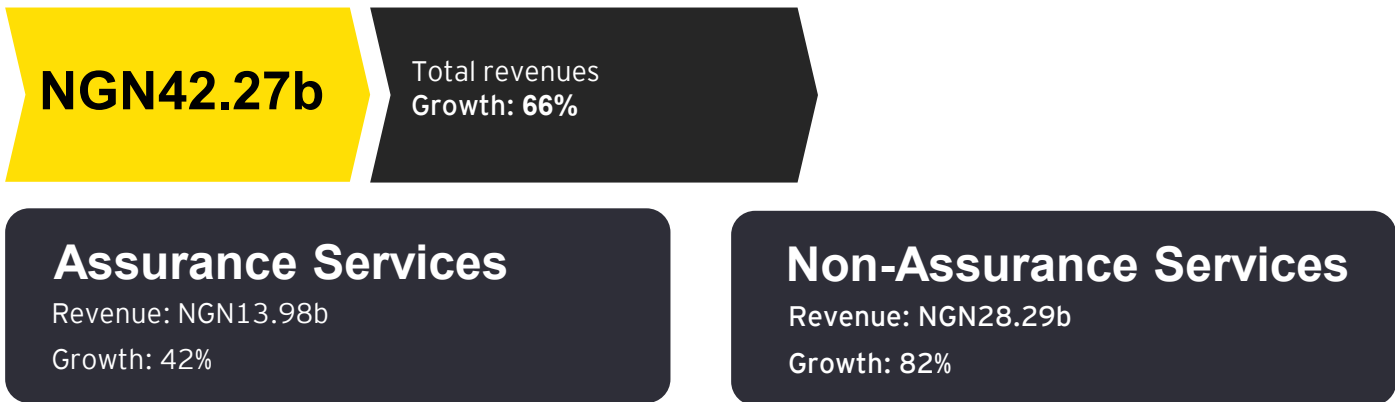 NGN42.27b
Total revenues
Growth: 66%
Assurance Services
Revenue: NGN13.98b
Growth: 42%
Non-Assurance Services
Revenue: NGN28.29b
Growth: 82%